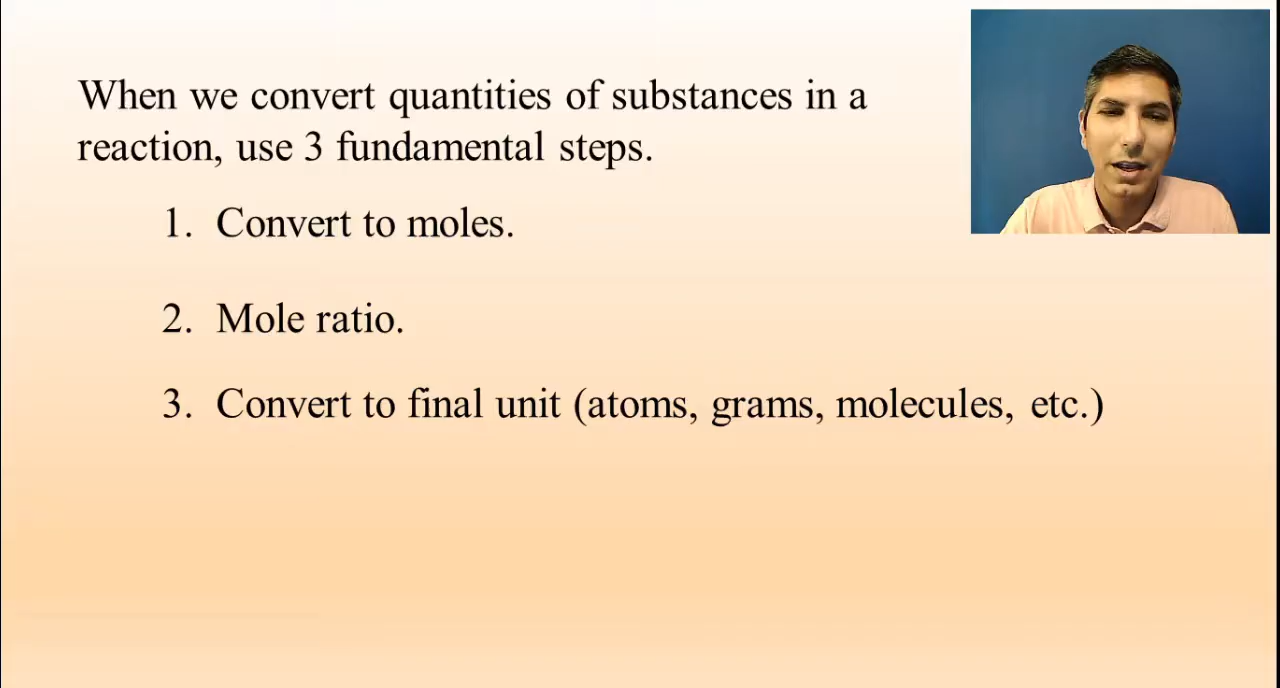 When we convert quantities of substances in a
reaction, use 3 fundamental steps.
1. Convert to moles.
2. Mole ratio.
3. Convert to final unit (atoms, grams, molecules, etc.)